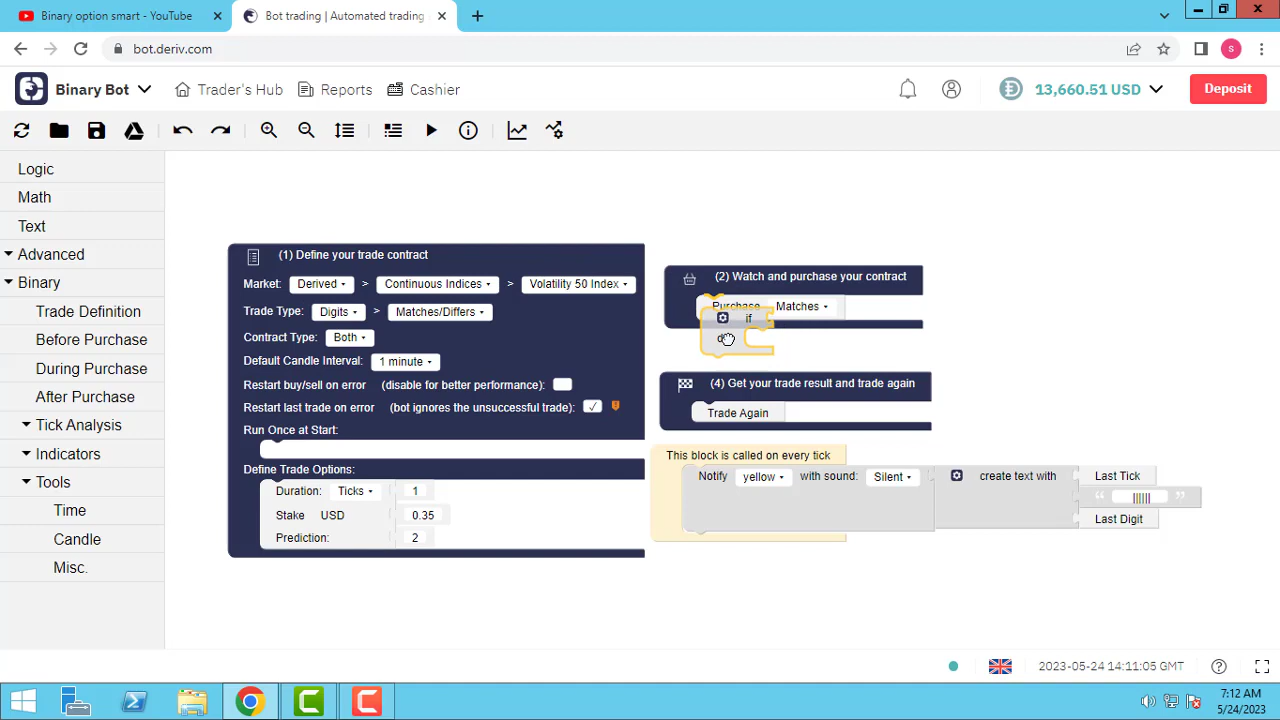 Binary option smart - YouTube
Bot trading | Automated trading
bot.deriv.com
S
Binary Bot
Trader's Hub
Reports
Cashier
13,660.51 USD
Deposit
Logic
Math
Text
Advanced
Binary
Trade Definition
Before Purchase
During Purchase
After Purchase
Tick Analysis
Indicators
Tools
Time
Candle
Misc.
(1) Define your trade contract
Market: Derived > Continuous Indices > Volatility 50 Index
Trade Type: Digits > Matches/Differs
Contract Type: Both
Default Candle Interval: 1 minute
Restart buy/sell on error (disable for better performance):
Restart last trade on error (bot ignores the unsuccessful trade): ✓
Run Once at Start:
Define Trade Options:
Duration: Ticks 1
Stake USD 0.35
Prediction: 2
(2) Watch and purchase your contract
Purchase Matches
if
(4) Get your trade result and trade again
Trade Again
This block is called on every tick
Notify yellow with sound: Silent create text with Last Tick
“ |||||| ”
Last Digit
2023-05-24 14:11:05 GMT
7:12 AM
5/24/2023